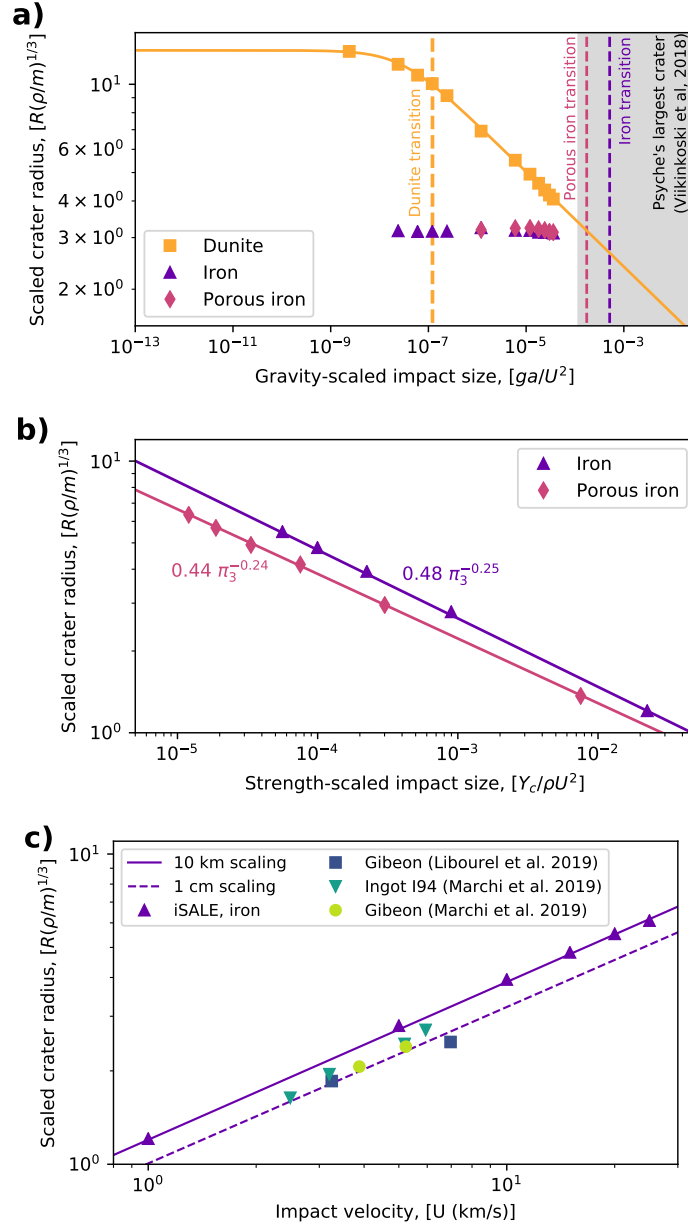 a)
Scaled crater radius, [R(ρ/m)^{1/3}]
10^1
6 × 10^0
4 × 10^0
3 × 10^0
2 × 10^0
Dunite transition
Porous iron transition
Iron transition
Psyche's largest crater
(Viikinkoski et al, 2018)
Dunite
Iron
Porous iron
10^{-13} 10^{-11} 10^{-9} 10^{-7} 10^{-5} 10^{-3}
Gravity-scaled impact size, [ga/U^2]
b)
Scaled crater radius, [R(ρ/m)^{1/3}]
10^1
10^0
Iron
Porous iron
0.44 π_3^{-0.24}
0.48 π_3^{-0.25}
10^{-5} 10^{-4} 10^{-3} 10^{-2}
Strength-scaled impact size, [Y_c/ρU^2]
c)
Scaled crater radius, [R(ρ/m)^{1/3}]
10^1
10^0
10 km scaling
1 cm scaling
iSALE, iron
Gibeon (Libourel et al. 2019)
Ingot I94 (Marchi et al. 2019)
Gibeon (Marchi et al. 2019)
10^0 10^1
Impact velocity, [U (km/s)]